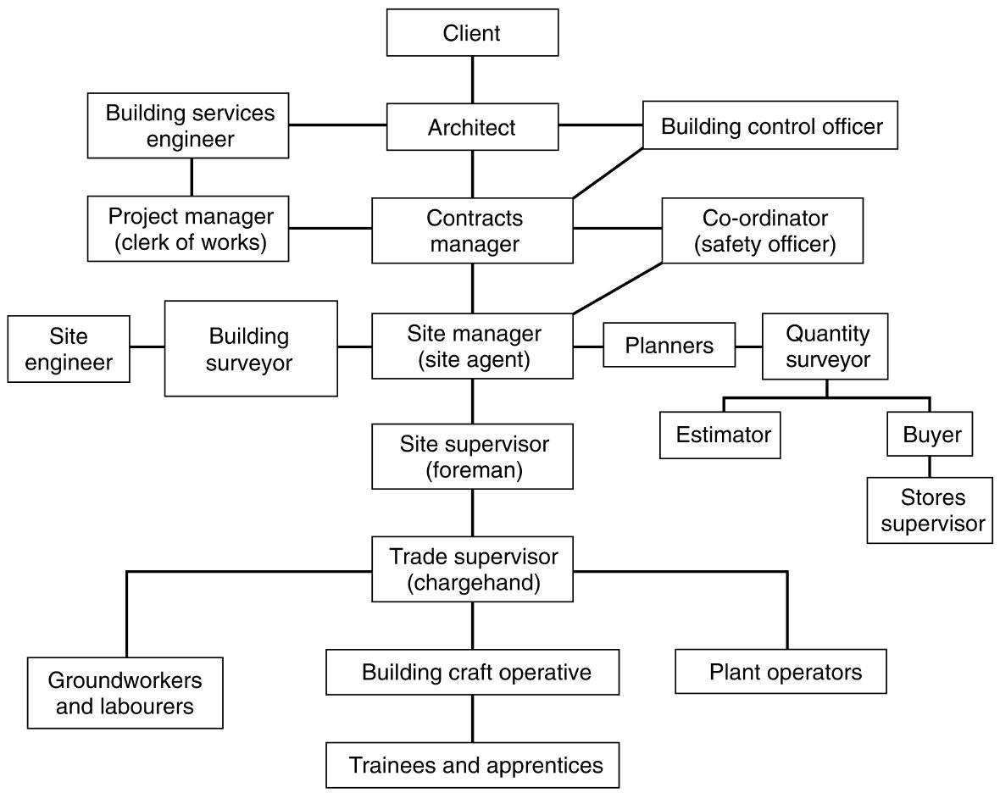 Client
Building services
engineer
Architect
Building control officer
Project manager
(clerk of works)
Contracts
manager
Co-ordinator
(safety officer)
Site
engineer
Building
surveyor
Site manager
(site agent)
Planners
Quantity
surveyor
Estimator
Buyer
Site supervisor
(foreman)
Stores
supervisor
Trade supervisor
(chargehand)
Groundworkers
and labourers
Building craft operative
Plant operators
Trainees and apprentices